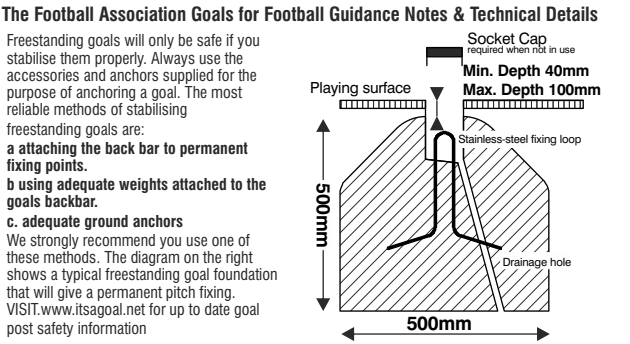 The Football Association Goals for Football Guidance Notes & Technical Details
Freestanding goals will only be safe if you
stabilise them properly. Always use the
accessories and anchors supplied for the
purpose of anchoring a goal. The most
reliable methods of stabilising
freestanding goals are:
a attaching the back bar to permanent
fixing points.
b using adequate weights attached to the
goals backbar.
c. adequate ground anchors
We strongly recommend you use one of
these methods. The diagram on the right
shows a typical freestanding goal foundation
that will give a permanent pitch fixing.
VISIT.www.itsagoal.net for up to date goal
post safety information
Socket Cap
required when not in use
Min. Depth 40mm
Playing surface
Max. Depth 100mm
Stainless-steel fixing loop
500mm
Drainage hole
500mm